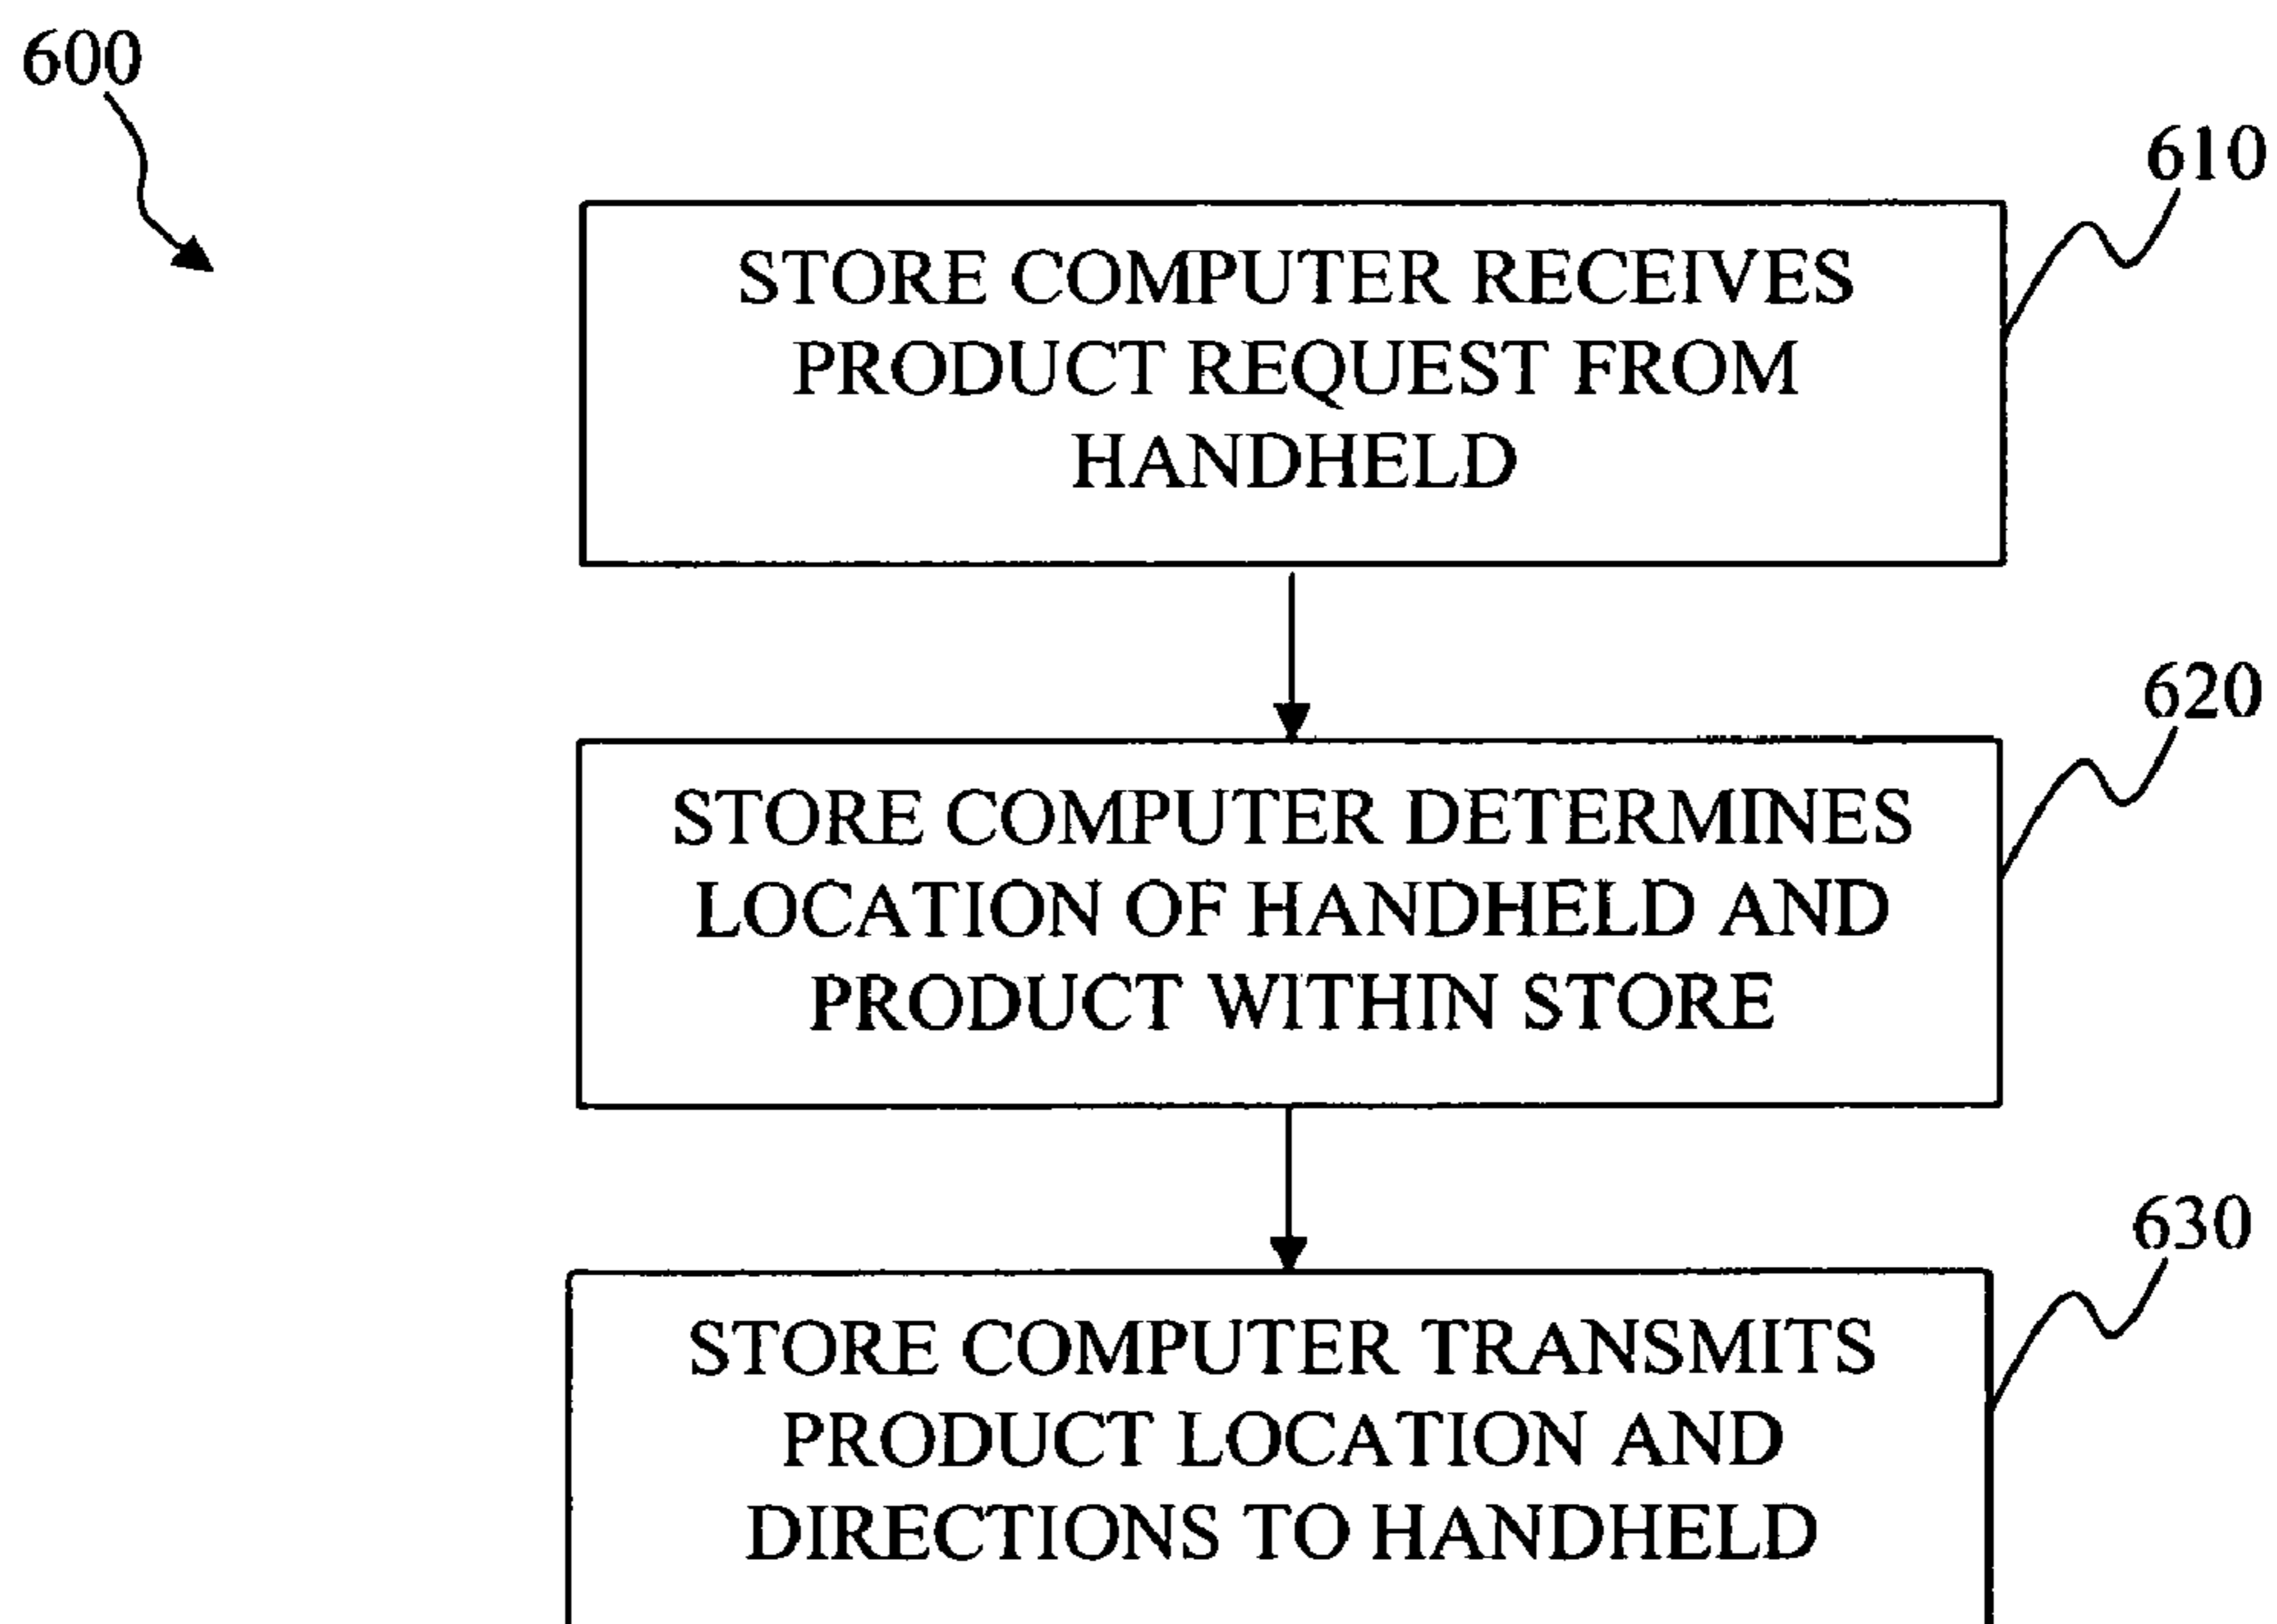 600
610
STORE COMPUTER RECEIVES
PRODUCT REQUEST FROM
HANDHELD
620
STORE COMPUTER DETERMINES
LOCATION OF HANDHELD AND
PRODUCT WITHIN STORE
630
STORE COMPUTER TRANSMITS
PRODUCT LOCATION AND
DIRECTIONS TO HANDHELD